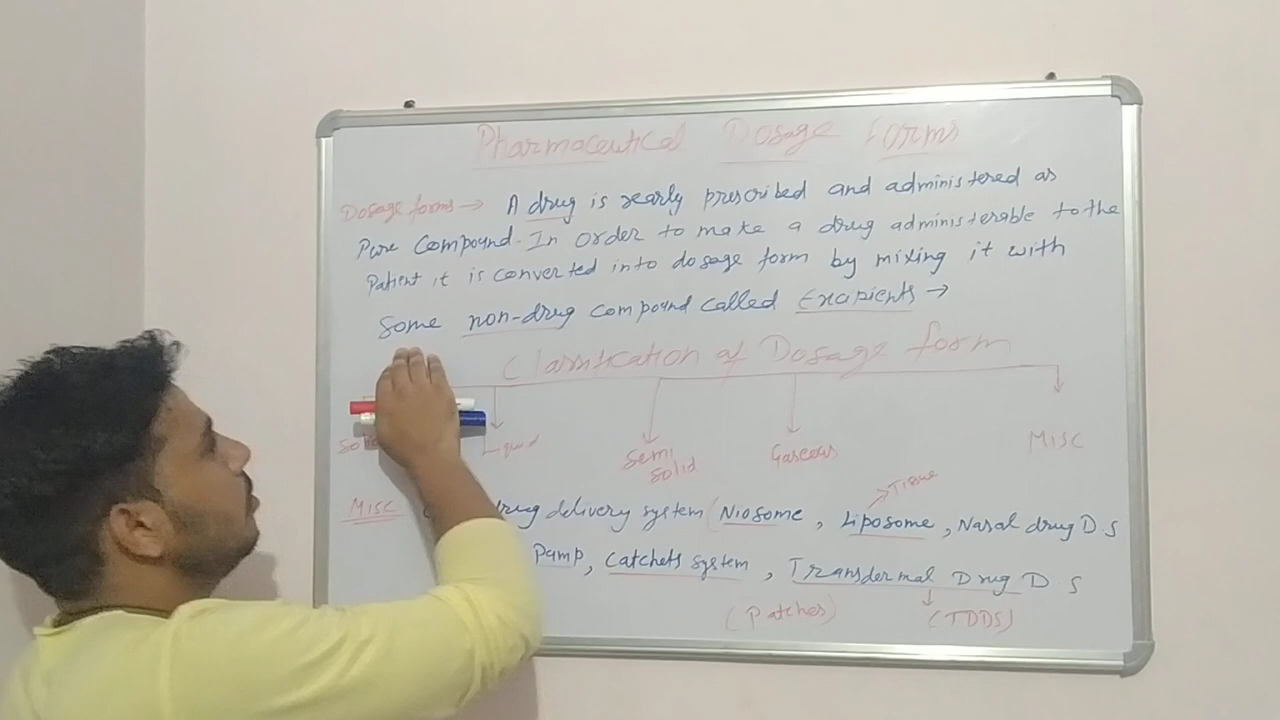 Pharmaceutical Dosage Forms
Dosage forms → A drug is rearly prescribed and administered as
Pure Compound. In order to make a drug administerable to the
Patient it is converted into dosage form by mixing it with
Some non-drug compound called Excipients →
Classification of Dosage form
Liquid Semi Solid Gaseous MISC
→ Tissue
MISC drug delivery system (Niosome, Liposome, Nasal drug D.S
Pump, Catchets system, Transdermal Drug D.S
(Patches) (TDDS)